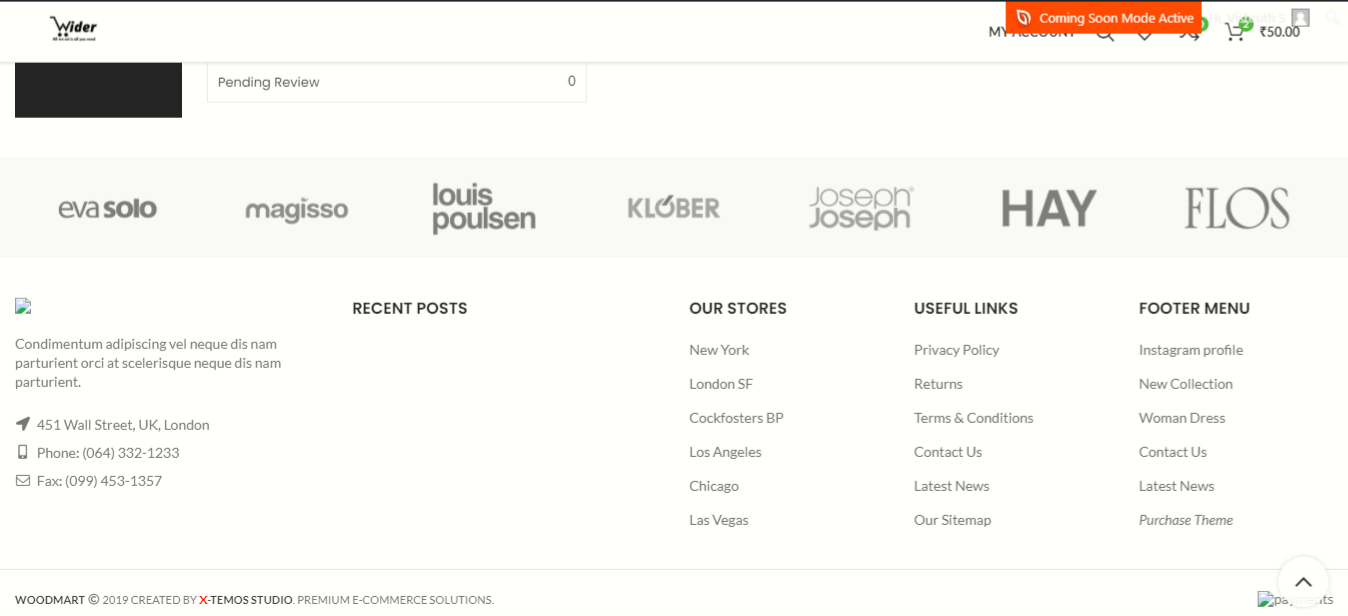 Wider
Coming Soon Mode Active
MY ACCOUNT
2
₹50.00
Pending Review 0
eva solo
magisso
louis poulsen
KLÓBER
Joseph® Joseph
HAY
FLOS
Condimentum adipiscing vel neque dis nam
parturient orci at scelerisque neque dis nam
parturient.
451 Wall Street, UK, London
Phone: (064) 332-1233
Fax: (099) 453-1357
RECENT POSTS
OUR STORES
New York
London SF
Cockfosters BP
Los Angeles
Chicago
Las Vegas
USEFUL LINKS
Privacy Policy
Returns
Terms & Conditions
Contact Us
Latest News
Our Sitemap
FOOTER MENU
Instagram profile
New Collection
Woman Dress
Contact Us
Latest News
Purchase Theme
WOODMART © 2019 CREATED BY X-TEMOS STUDIO. PREMIUM E-COMMERCE SOLUTIONS.
payments